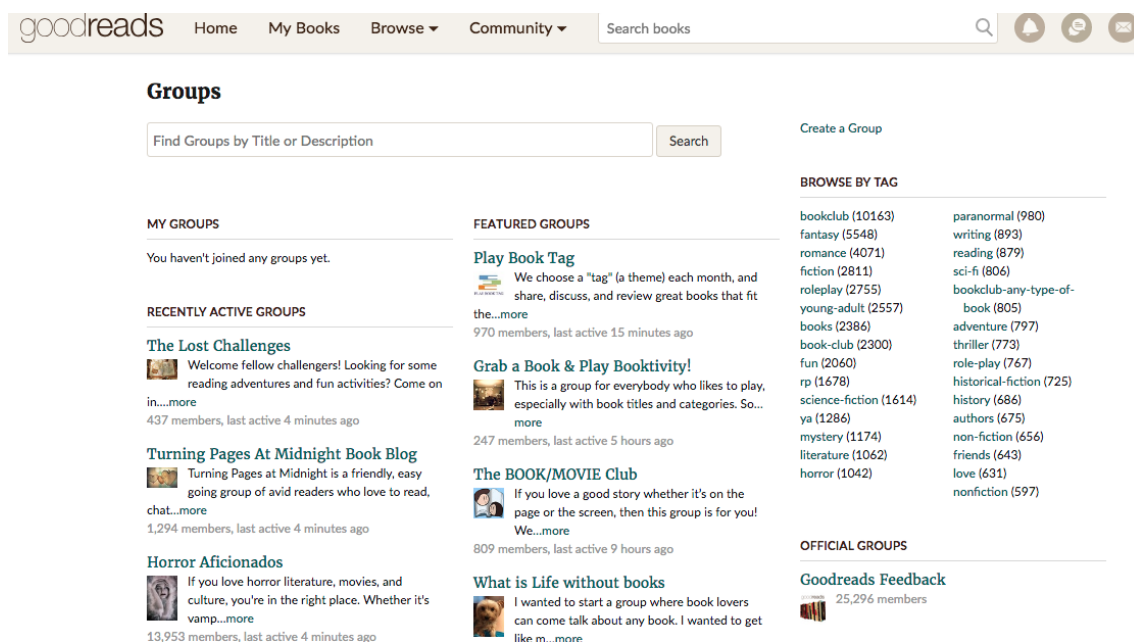 goodreads Home My Books Browse Community Search books
Groups
Find Groups by Title or Description Search
MY GROUPS
You haven't joined any groups yet.
RECENTLY ACTIVE GROUPS
The Lost Challenges
Welcome fellow challengers! Looking for some
reading adventures and fun activities? Come on
in....more
437 members, last active 4 minutes ago
Turning Pages At Midnight Book Blog
Turning Pages at Midnight is a friendly, easy
going group of avid readers who love to read,
chat...more
1,294 members, last active 4 minutes ago
Horror Aficionados
If you love horror literature, movies, and
culture, you're in the right place. Whether it's
vamp...more
13,953 members, last active 4 minutes ago
FEATURED GROUPS
Play Book Tag
We choose a "tag" (a theme) each month, and
share, discuss, and review great books that fit
the...more
970 members, last active 15 minutes ago
Grab a Book & Play Booktivity!
This is a group for everybody who likes to play,
especially with book titles and categories. So...
more
247 members, last active 5 hours ago
The BOOK/MOVIE Club
If you love a good story whether it's on the
page or the screen, then this group is for you!
We...more
809 members, last active 9 hours ago
What is Life without books
I wanted to start a group where book lovers
can come talk about any book. I wanted to get
like m...more
Create a Group
BROWSE BY TAG
bookclub (10163)
fantasy (5548)
romance (4071)
fiction (2811)
roleplay (2755)
young-adult (2557)
books (2386)
book-club (2300)
fun (2060)
rp (1678)
science-fiction (1614)
ya (1286)
mystery (1174)
literature (1062)
horror (1042)
paranormal (980)
writing (893)
reading (879)
sci-fi (806)
bookclub-any-type-of-
book (805)
adventure (797)
thriller (773)
role-play (767)
historical-fiction (725)
history (686)
authors (675)
non-fiction (656)
friends (643)
love (631)
nonfiction (597)
OFFICIAL GROUPS
Goodreads Feedback
25,296 members